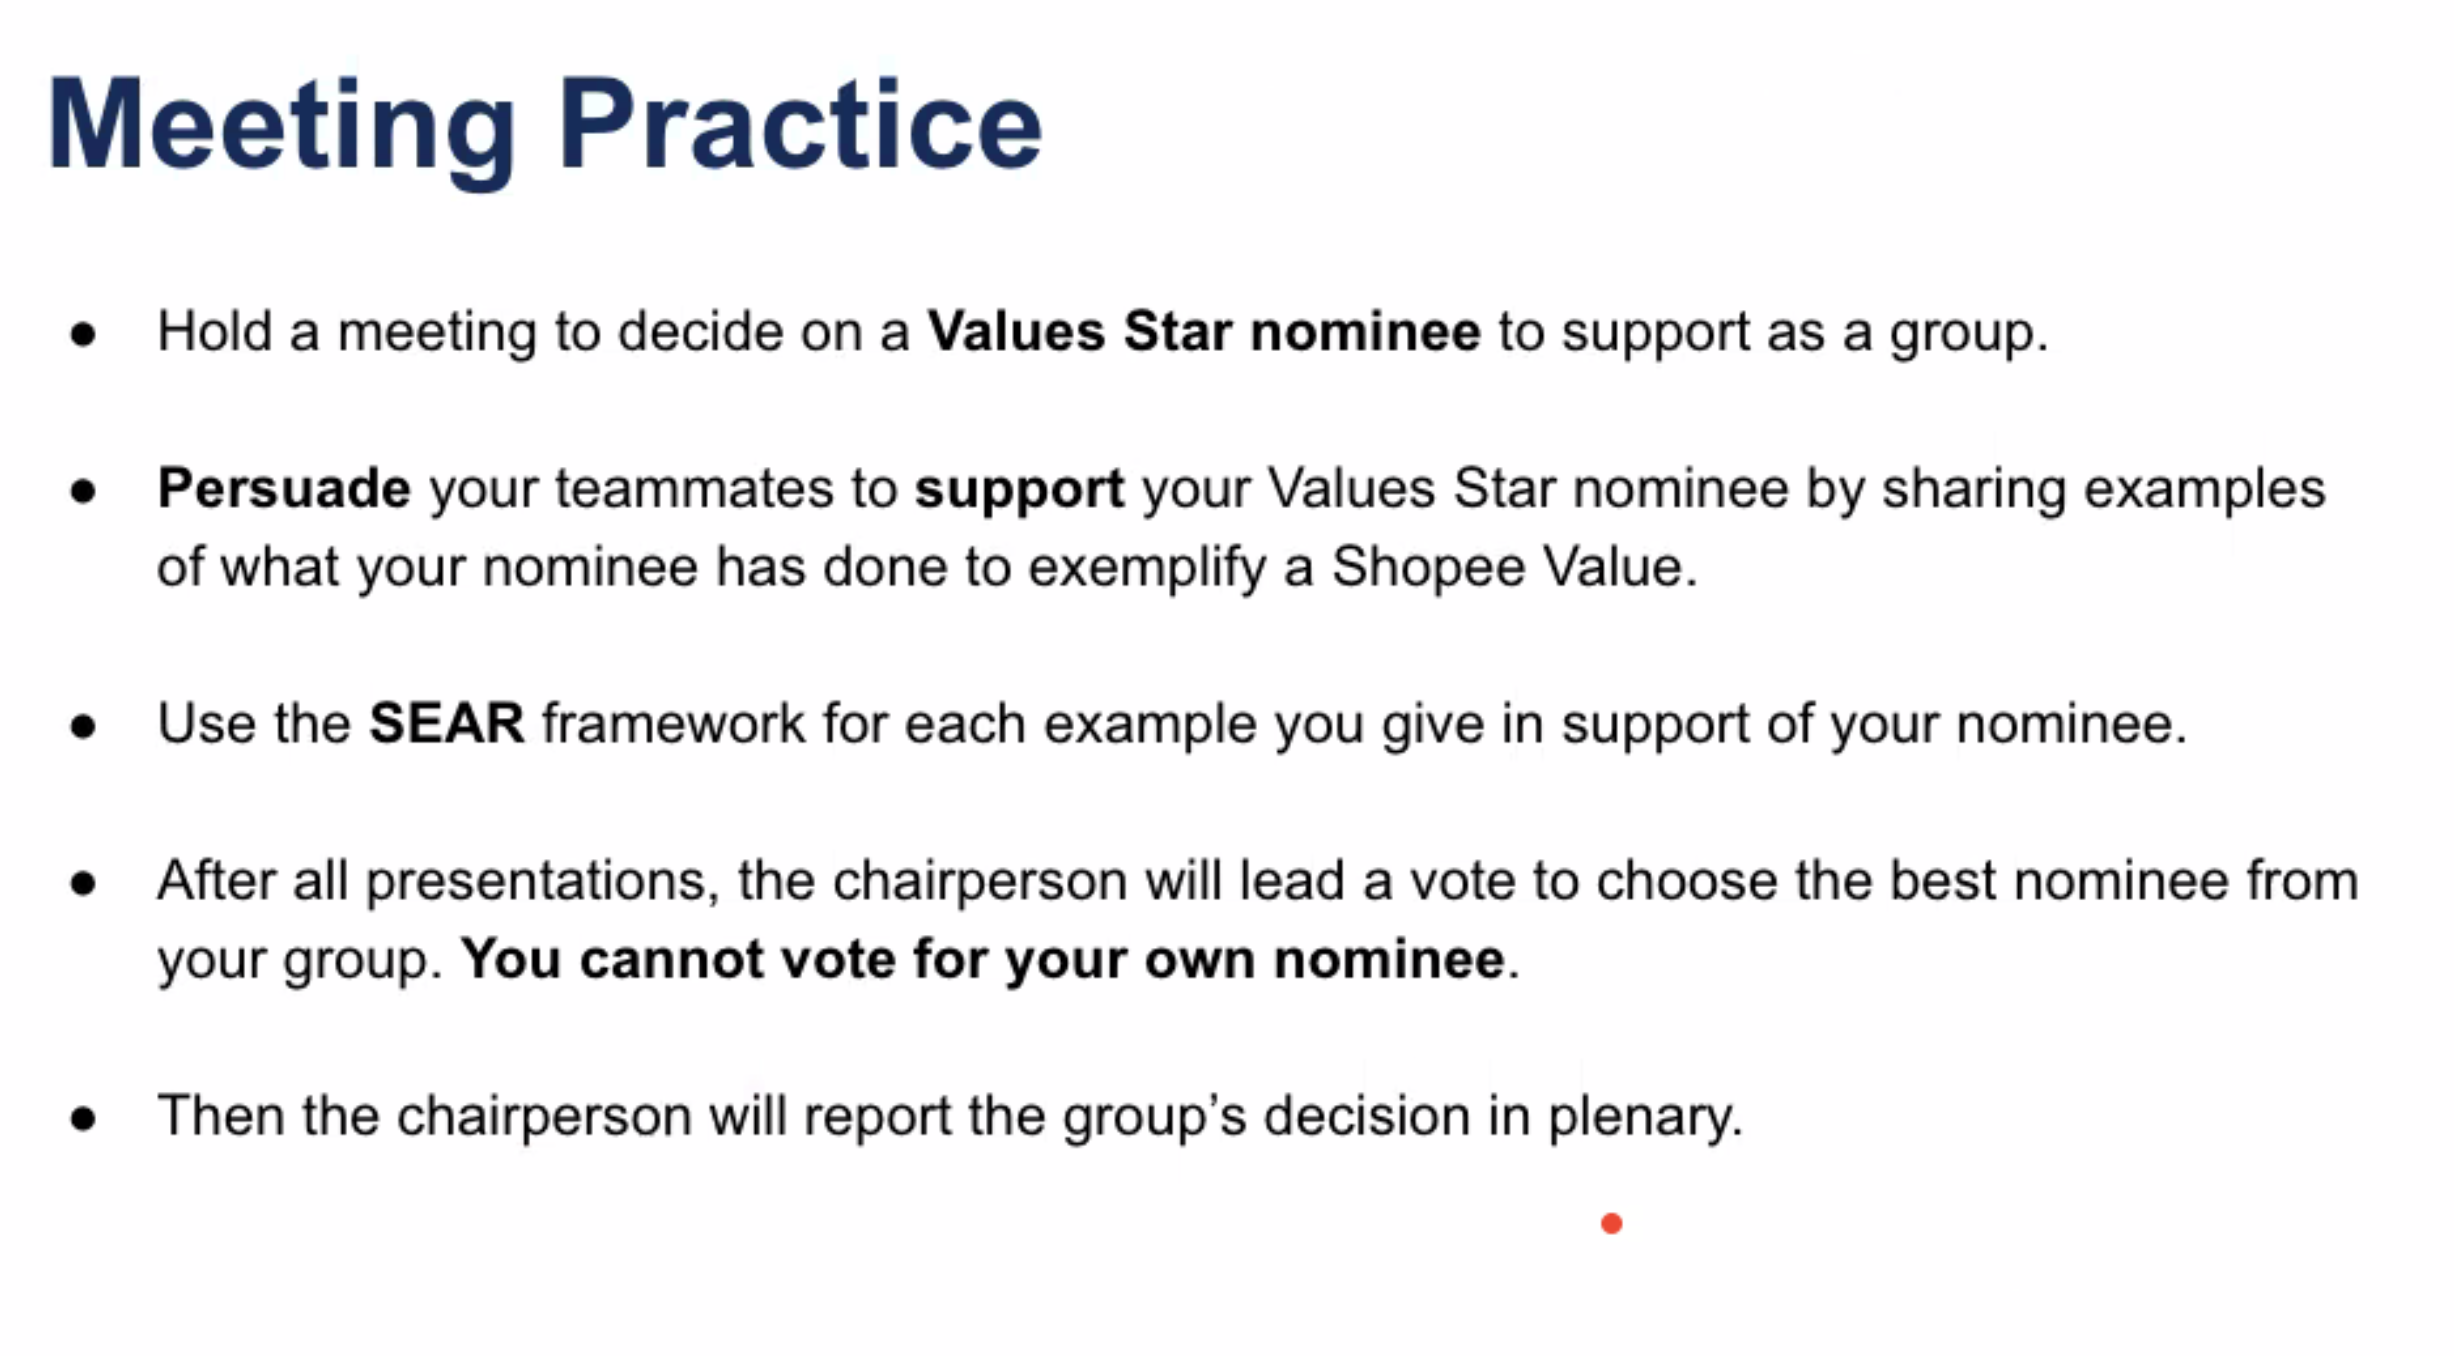 Meeting Practice
● Hold a meeting to decide on a Values Star nominee to support as a group.
● Persuade your teammates to support your Values Star nominee by sharing examples
of what your nominee has done to exemplify a Shopee Value.
● Use the SEAR framework for each example you give in support of your nominee.
● After all presentations, the chairperson will lead a vote to choose the best nominee from
your group. You cannot vote for your own nominee.
● Then the chairperson will report the group’s decision in plenary.